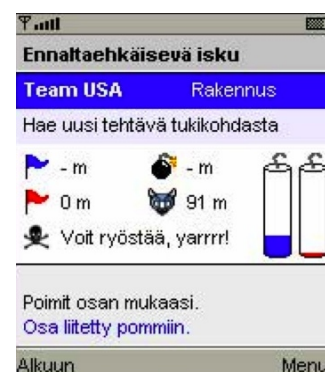 Ennaltaehkäisevä isku
Team USA Rakennus
Hae uusi tehtävä tukikohdasta
- m - m
0 m 91 m
Voit ryöstää, yarrrr!
Poimit osan mukaasi.
Osa liitetty pommiin.
Alkuun Menu